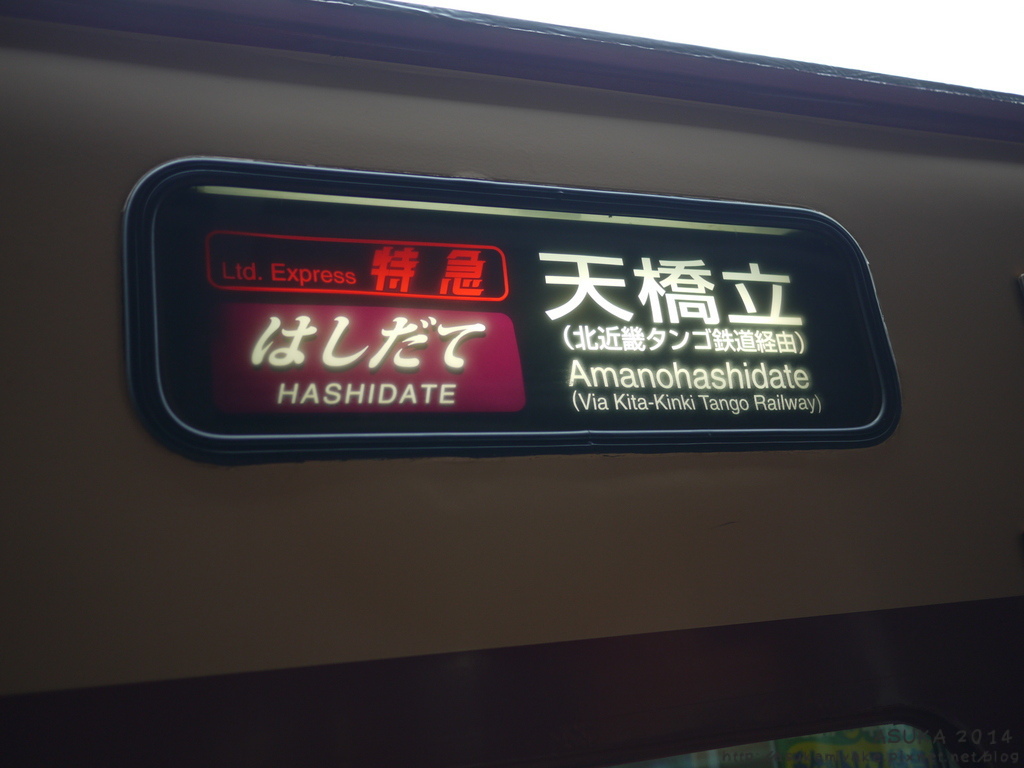 Ltd. Express 特急
はしだて
HASHIDATE
天橋立
(北近畿タンゴ鉄道経由)
Amanohashidate
(Via Kita-Kinki Tango Railway)
2014